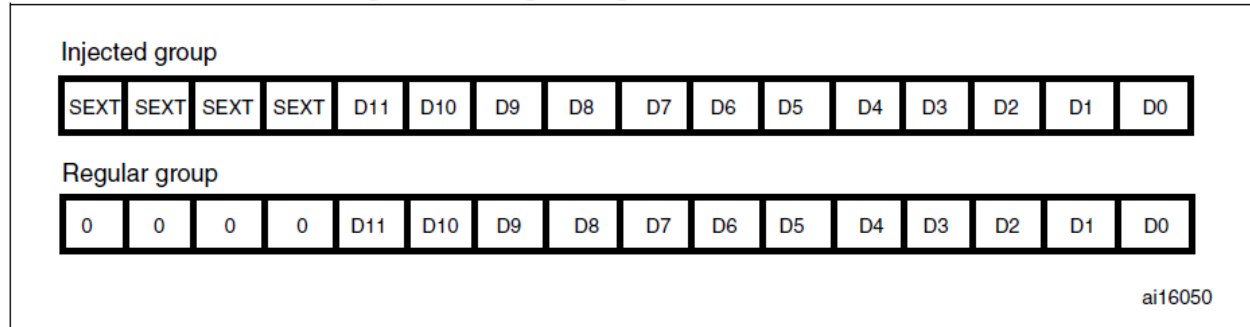 Injected group
SEXT SEXT SEXT SEXT D11 D10 D9 D8 D7 D6 D5 D4 D3 D2 D1 D0
Regular group
0 0 0 0 D11 D10 D9 D8 D7 D6 D5 D4 D3 D2 D1 D0
ai16050